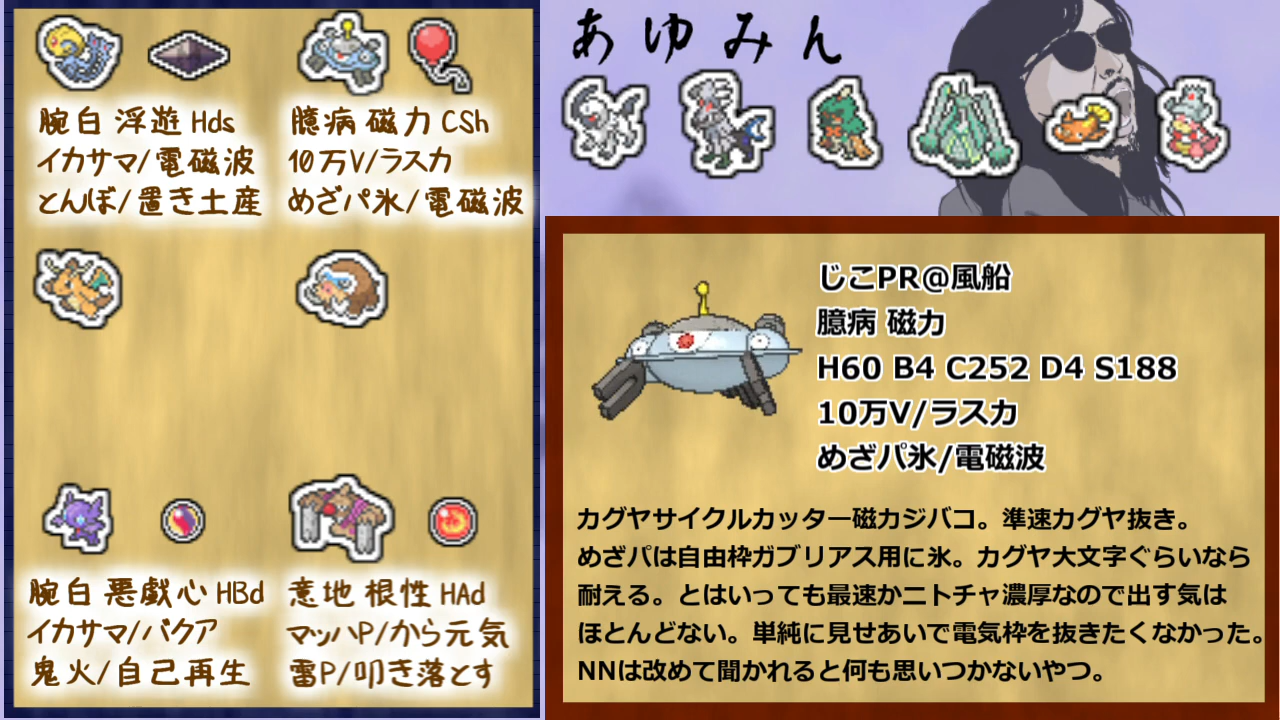 腕白 浮遊 Hds
イカサマ/電磁波
とんぼ/置き土産
臆病 磁力 CSh
10万V/ラスカ
めざパ氷/電磁波
腕白 悪戯心 HBd
イカサマ/バクア
鬼火/自己再生
意地 根性 HAd
マッハP/から元気
雷P/叩き落とす
あゆみん
じこPR@風船
臆病 磁力
H60 B4 C252 D4 S188
10万V/ラスカ
めざパ氷/電磁波
カグヤサイクルカッター磁力ジバコ。準速カグヤ抜き。
めざパは自由枠ガブリアス用に氷。カグヤ大文字ぐらいなら
耐える。とはいっても最速かニトチャ濃厚なので出す気は
ほとんどない。単純に見せあいで電気枠を抜きたくなかった。
NNは改めて聞かれると何も思いつかないやつ。